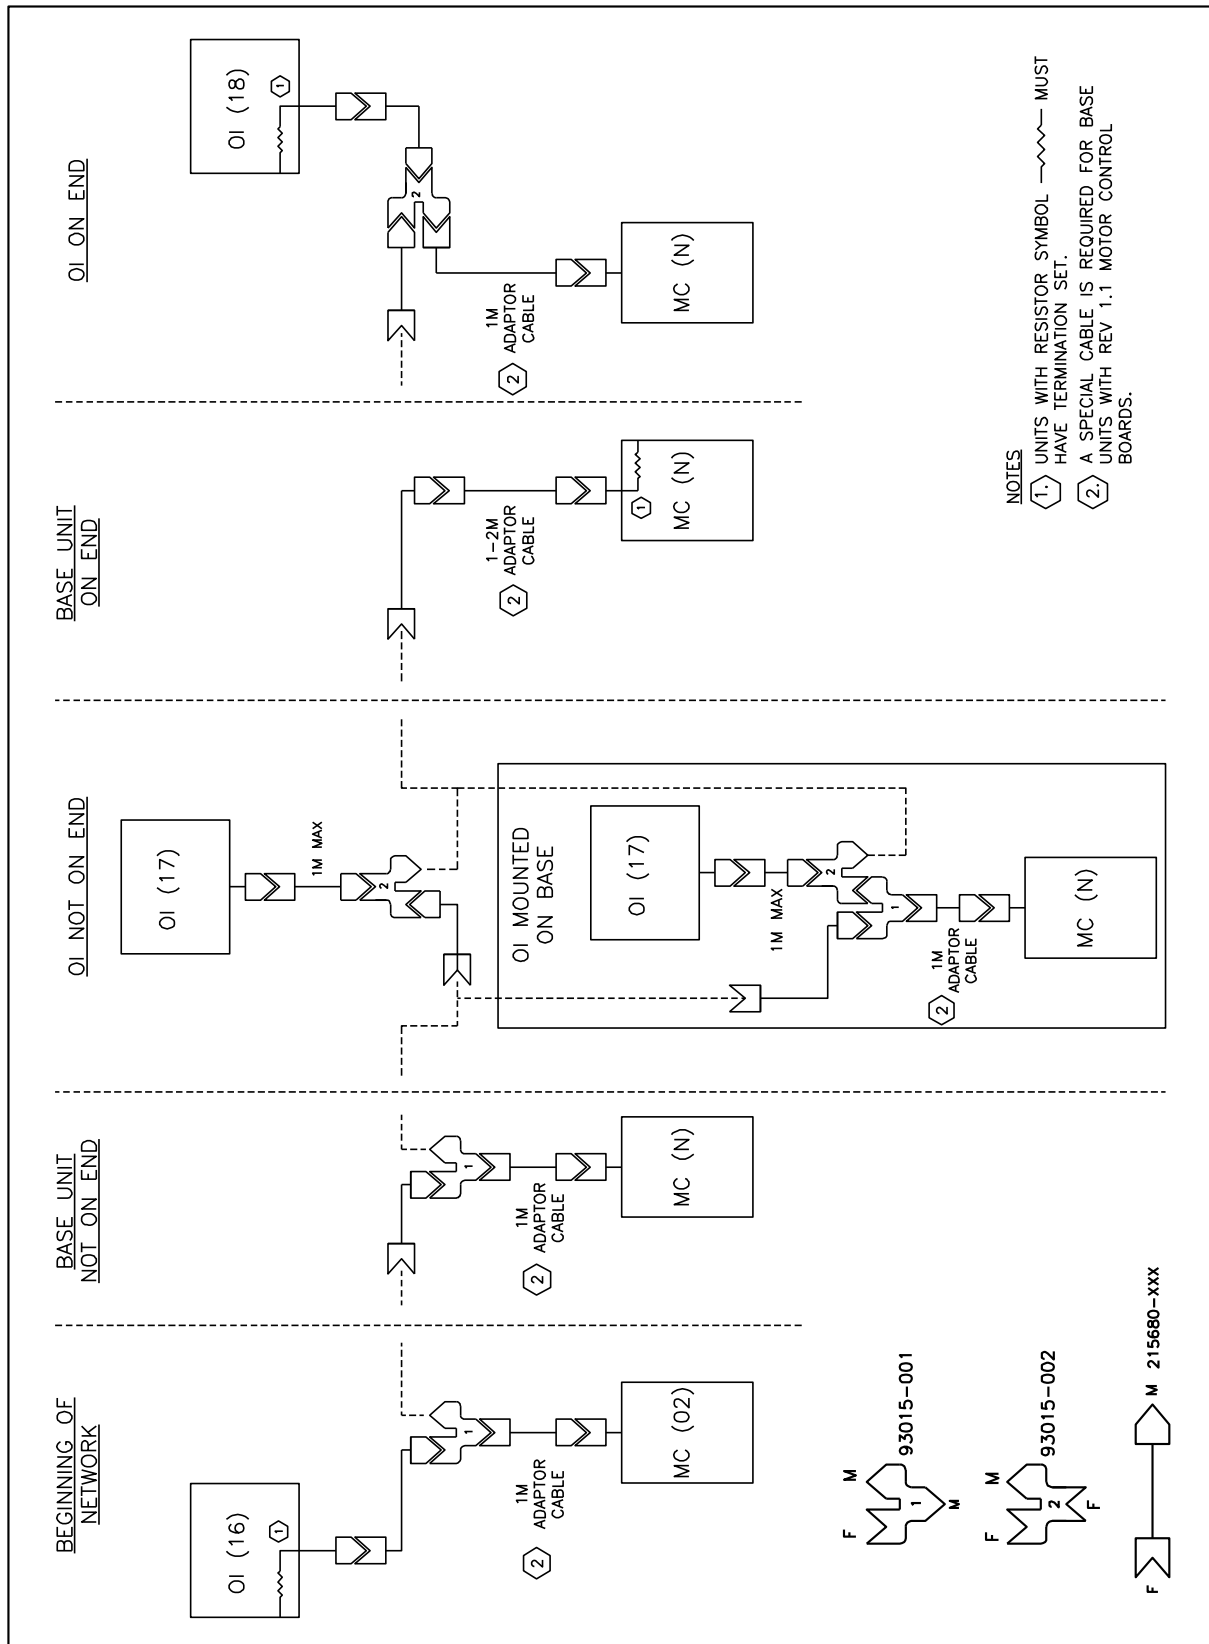 BEGINNING OF
NETWORK
OI (16)
1
1
1M
ADAPTOR
CABLE
2
MC (02)
BASE UNIT
NOT ON END
1
1M
ADAPTOR
CABLE
2
MC (N)
OI NOT ON END
OI (17)
1M MAX
2
OI MOUNTED
ON BASE
OI (17)
1M MAX
2
1
1M
ADAPTOR
CABLE
2
MC (N)
BASE UNIT
ON END
1-2M
ADAPTOR
CABLE
2
1
MC (N)
OI ON END
OI (18)
1
2
1M
ADAPTOR
CABLE
2
MC (N)
F
M
1
M
93015-001
F
M
2
F
93015-002
F
M 215680-XXX
NOTES
1. UNITS WITH RESISTOR SYMBOL MUST
HAVE TERMINATION SET.
2. A SPECIAL CABLE IS REQUIRED FOR BASE
UNITS WITH REV 1.1 MOTOR CONTROL
BOARDS.